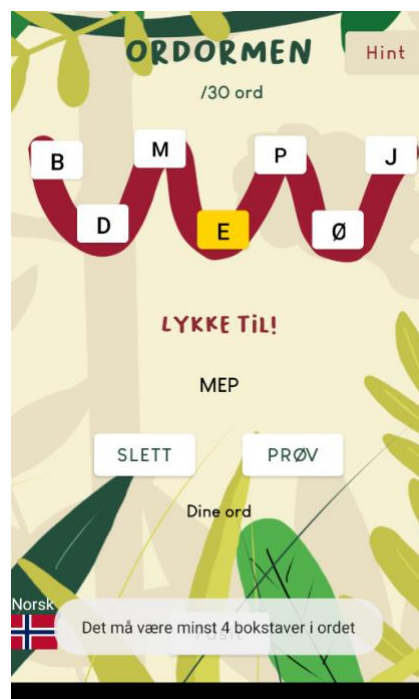 ORDORMEN
Hint
/30 ord
B
M
P
J
D
E
Ø
LYKKE TIL!
MEP
SLETT
PRØV
Dine ord
Norsk
Det må være minst 4 bokstaver i ordet